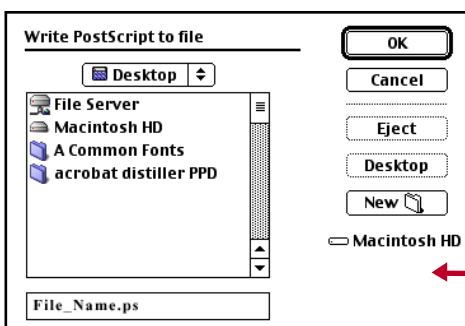 Write PostScript to file
Desktop
File Server
Macintosh HD
A Common Fonts
acrobat distiller PPD
File_Name.ps
OK
Cancel
Eject
Desktop
New
Macintosh HD